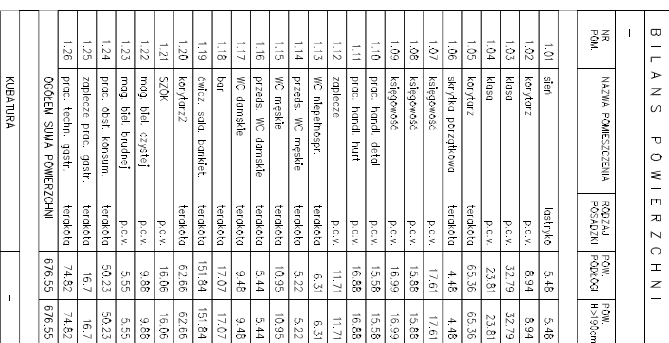 BILANS POWIERZCHNI
–
NR POM. NAZWA POMIESZCZENIA RODZAJ POSADZKI POW. PODŁOGI POW. H>190cm
1.01 sień lastryko 5.48 5.48
1.02 korytarz p.c.v. 8.94 8.94
1.03 klasa p.c.v. 32.79 32.79
1.04 klasa p.c.v. 23.81 23.81
1.05 korytarz terakota 65.36 65.36
1.06 skrytka porządkowa terakota 4.48 4.48
1.07 księgowość p.c.v. 17.61 17.61
1.08 księgowość p.c.v. 15.88 15.88
1.09 księgowość p.c.v. 16.99 16.99
1.10 prac. handl. detal p.c.v. 15.58 15.58
1.11 prac. handl. hurt p.c.v. 16.88 16.88
1.12 zaplecze p.c.v. 11.71 11.71
1.13 WC niepełnospr. terakota 6.31 6.31
1.14 przeds. WC męskie terakota 5.22 5.22
1.15 WC męskie terakota 10.95 10.95
1.16 przeds. WC damskie terakota 5.44 5.44
1.17 WC damskie terakota 9.48 9.48
1.18 bar terakota 17.07 17.07
1.19 ćwicz. sala bankiet. terakota 151.84 151.84
1.20 korytarz2 terakota 62.66 62.66
1.21 SZOK p.c.v. 16.06 16.06
1.22 mag. biel. czystej p.c.v. 9.88 9.88
1.23 mag. biel. brudnej p.c.v. 5.55 5.55
1.24 prac. obsł. konsum. terakota 50.23 50.23
1.25 zaplecze prac. gastr. terakota 16.7 16.7
1.26 prac. techn. gastr. terakota 74.82 74.82
OGÓŁEM SUMA POWIERZCHNI 676.55 676.55
KUBATURA –